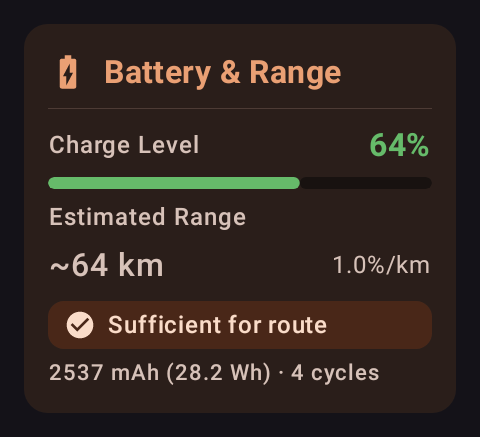 Battery & Range
Charge Level 64%
Estimated Range
~64 km 1.0%/km
Sufficient for route
2537 mAh (28.2 Wh) · 4 cycles